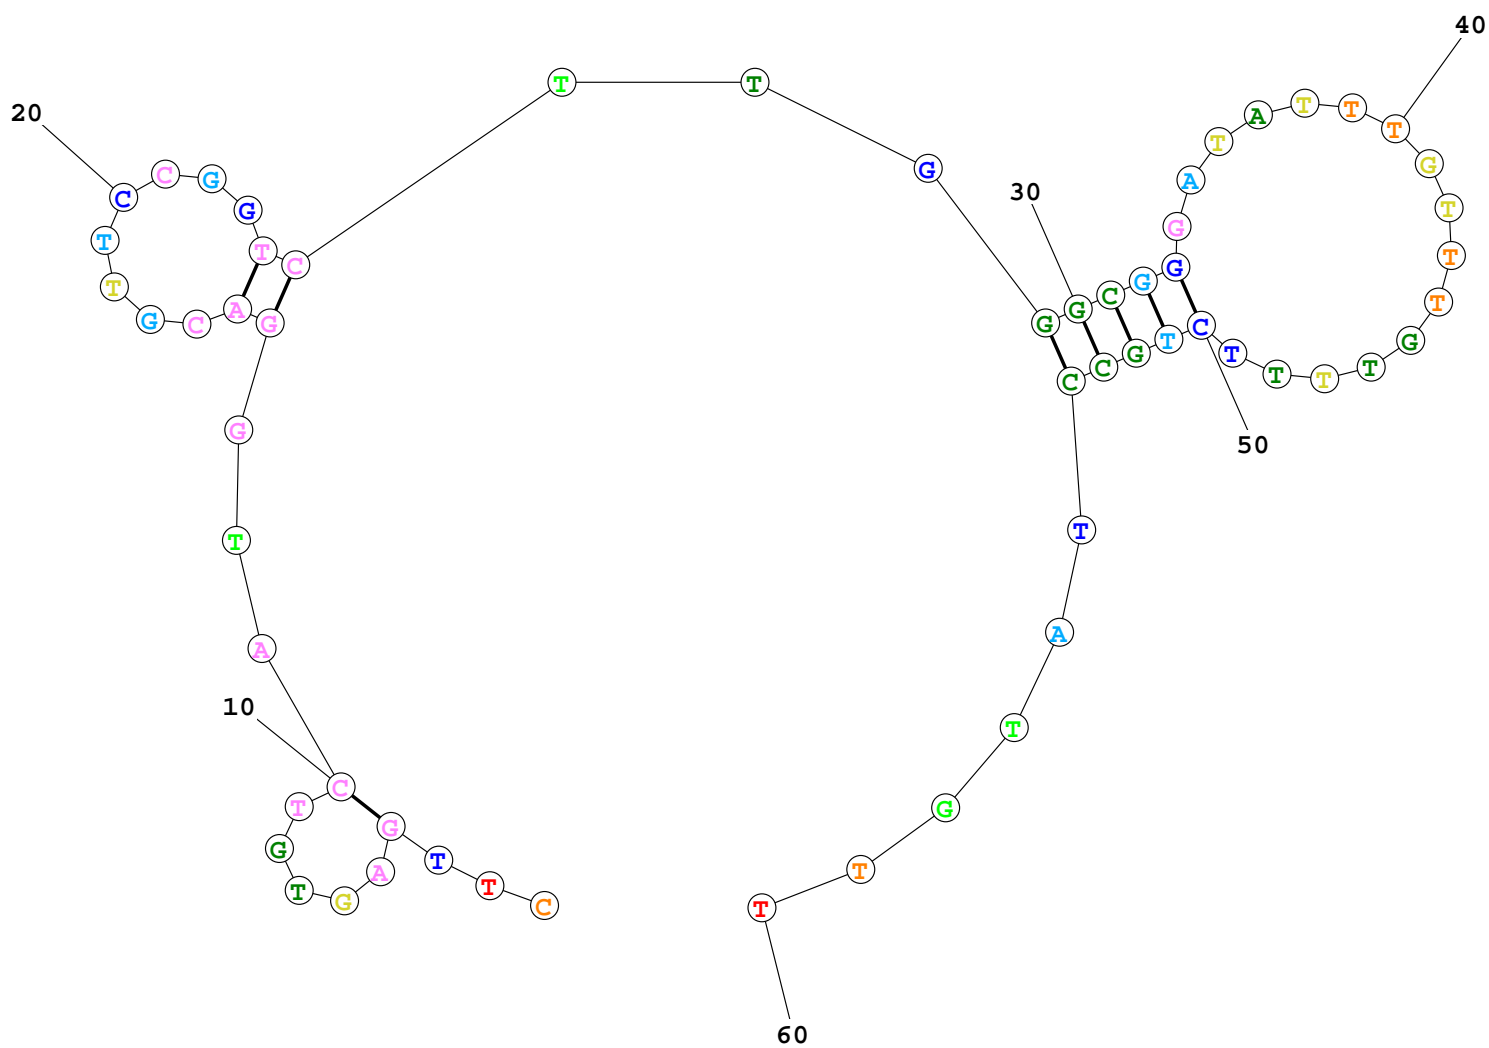 C T T G A G T G T C
10
A T G G A C G T T C
20
C G G T C T T G G G
30
C G G G A T A T T T
40
G T T T G T T T T C
50
T G C C T A T G T T
60